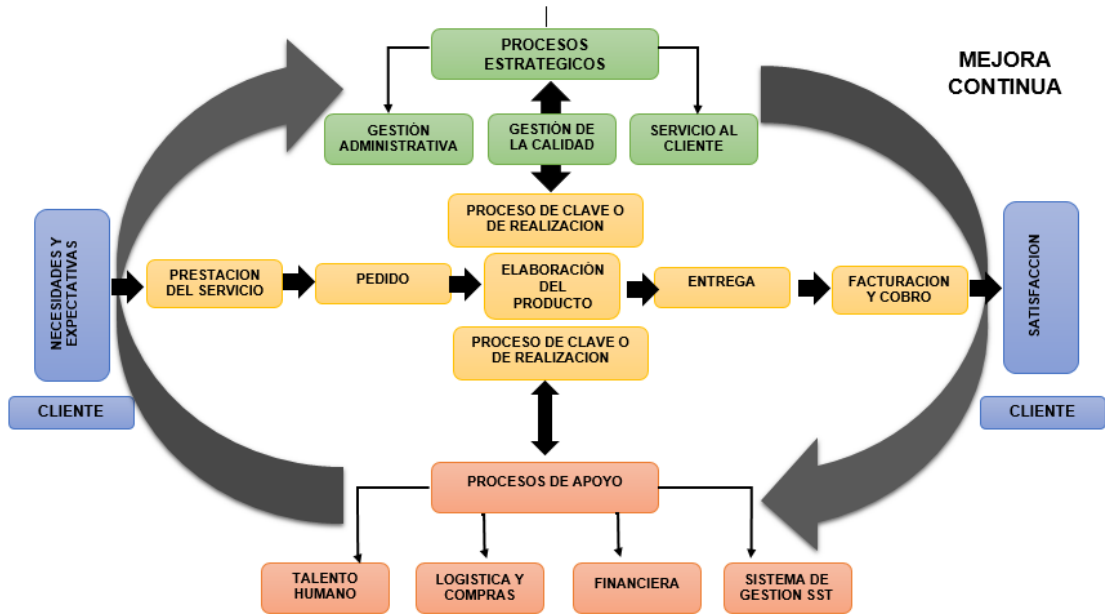 PROCESOS
ESTRATEGICOS
MEJORA
CONTINUA
GESTIÓN
ADMINISTRATIVA
GESTIÓN DE
LA CALIDAD
SERVICIO AL
CLIENTE
PROCESO DE CLAVE O
DE REALIZACION
NECESIDADES Y
EXPECTATIVAS
PRESTACION
DEL SERVICIO
PEDIDO
ELABORACIÓN
DEL
PRODUCTO
ENTREGA
FACTURACION
Y COBRO
SATISFACCION
PROCESO DE CLAVE O
DE REALIZACION
CLIENTE
CLIENTE
PROCESOS DE APOYO
TALENTO
HUMANO
LOGISTICA Y
COMPRAS
FINANCIERA
SISTEMA DE
GESTION SST